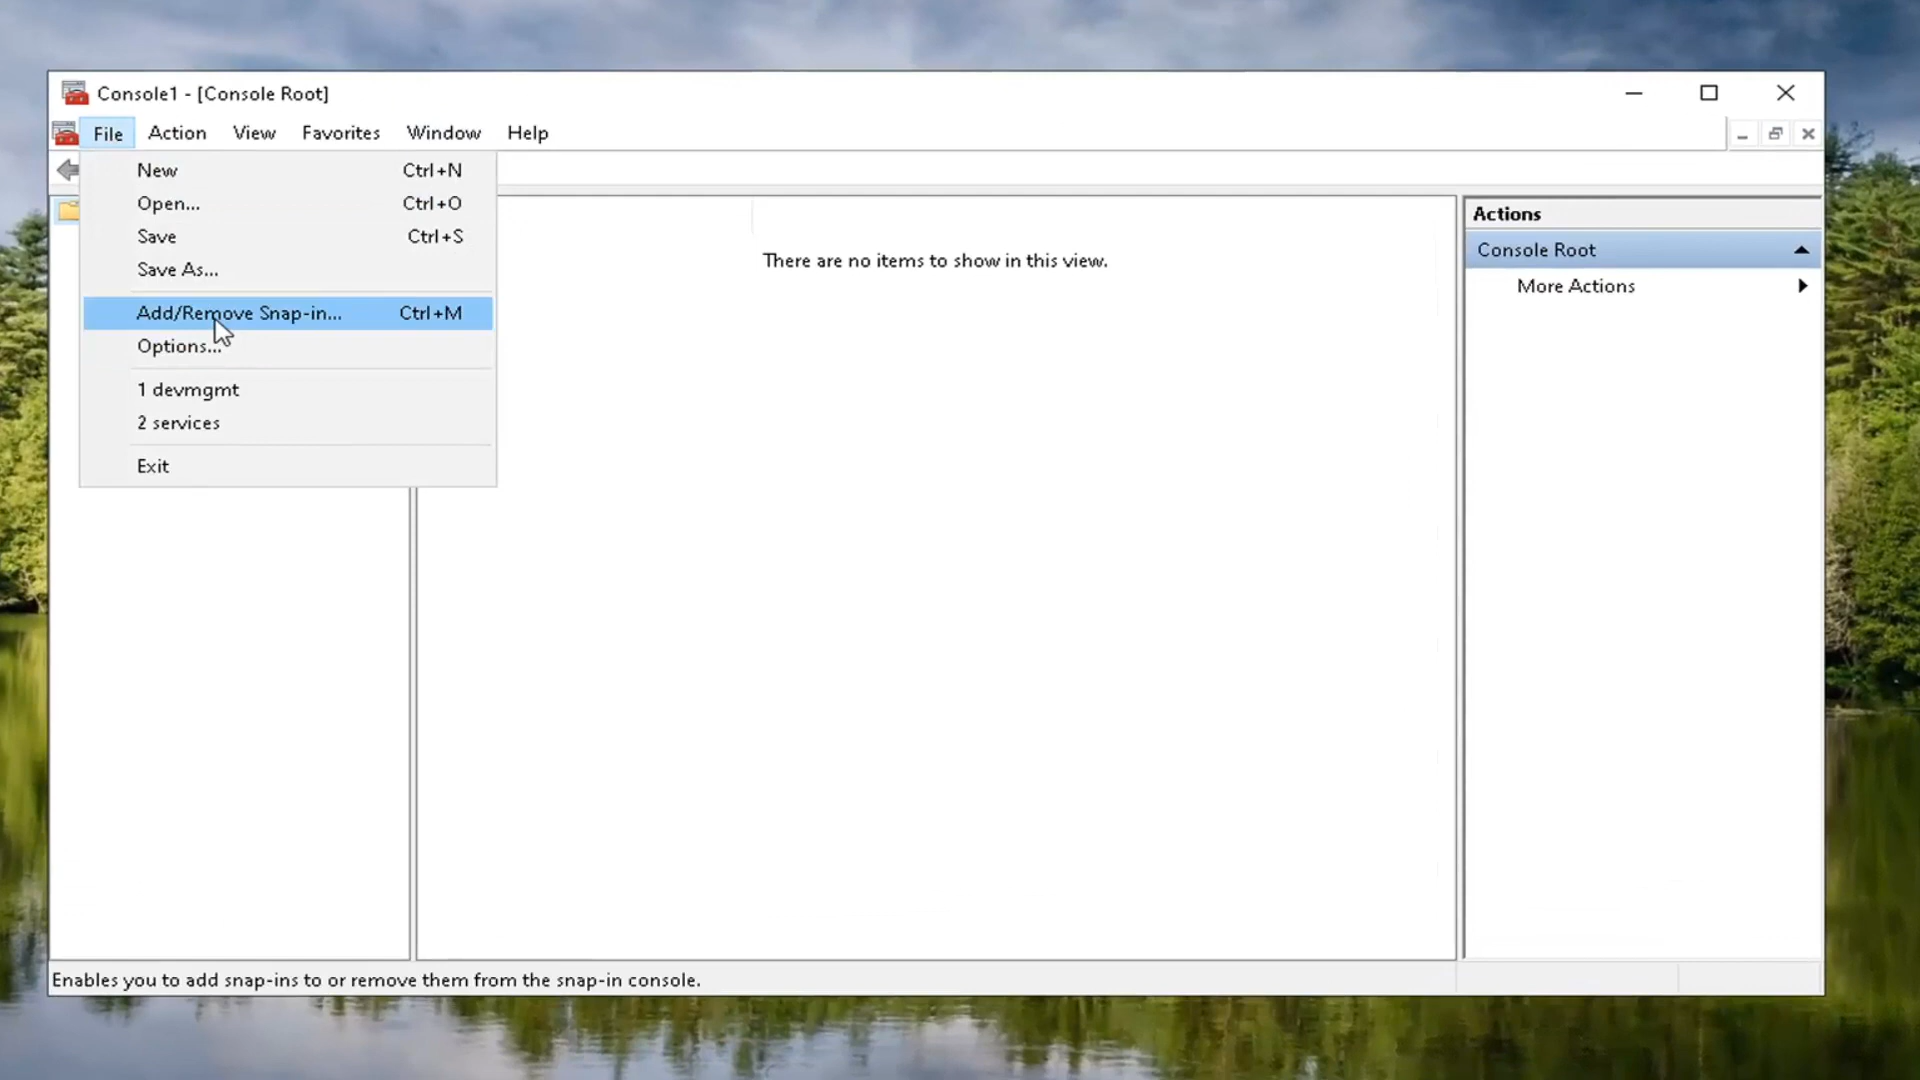 Console1 - [Console Root]
File Action View Favorites Window Help
New Ctrl+N
Open... Ctrl+O
Save Ctrl+S
Save As...
Add/Remove Snap-in... Ctrl+M
Options...
1 devmgmt
2 services
Exit
There are no items to show in this view.
Actions
Console Root
More Actions
Enables you to add snap-ins to or remove them from the snap-in console.